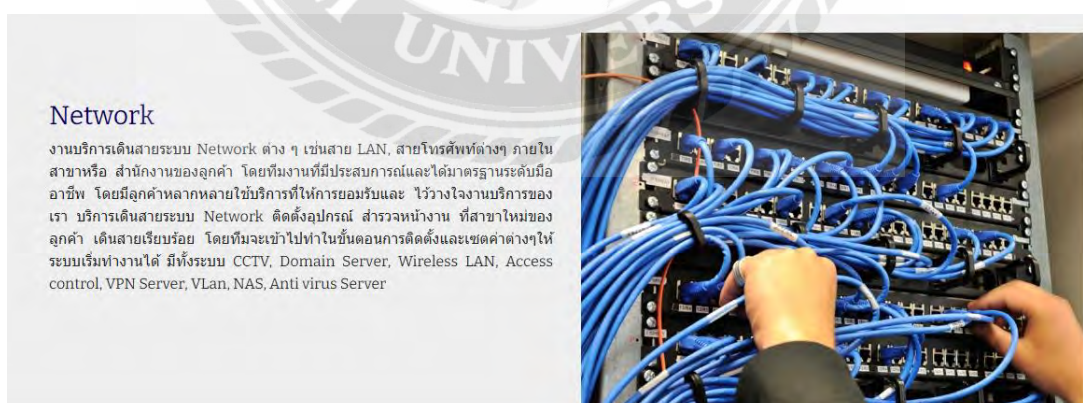 UNIVERS
Network
งานบริการเดินสายระบบ Network ต่าง ๆ เช่นสาย LAN, สายโทรศัพท์ต่างๆ ภายใน
สาขาหรือ สำนักงานของลูกค้า โดยทีมงานที่มีประสบการณ์และได้มาตรฐานระดับมือ
อาชีพ โดยมีลูกค้าหลากหลายใช้บริการที่ให้การยอมรับและ ไว้วางใจงานบริการของ
เรา บริการเดินสายระบบ Network ติดตั้งอุปกรณ์ สำรวจหน้างาน ที่สาขาใหม่ของ
ลูกค้า เดินสายเรียบร้อย โดยทีมจะเข้าไปทำในขั้นตอนการติดตั้งและเซตค่าต่างๆให้
ระบบเริ่มทำงานได้ มีทั้งระบบ CCTV, Domain Server, Wireless LAN, Access
control, VPN Server, VLan, NAS, Anti virus Server